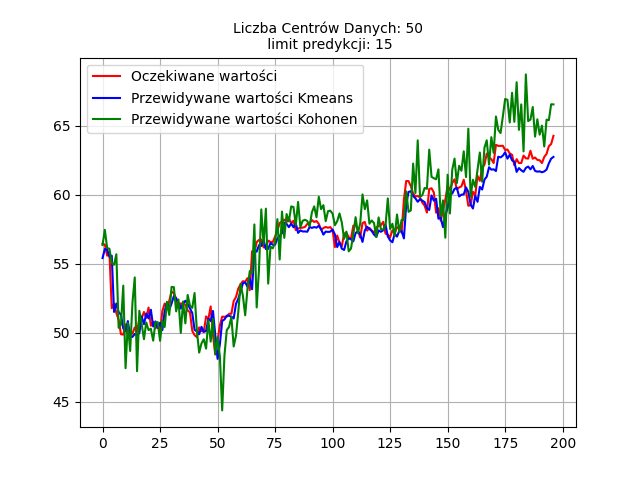 Liczba Centrów Danych: 50
limit predykcji: 15
Oczekiwane wartości
Przewidywane wartości Kmeans
Przewidywane wartości Kohonen
65
60
55
50
45
0 25 50 75 100 125 150 175 200